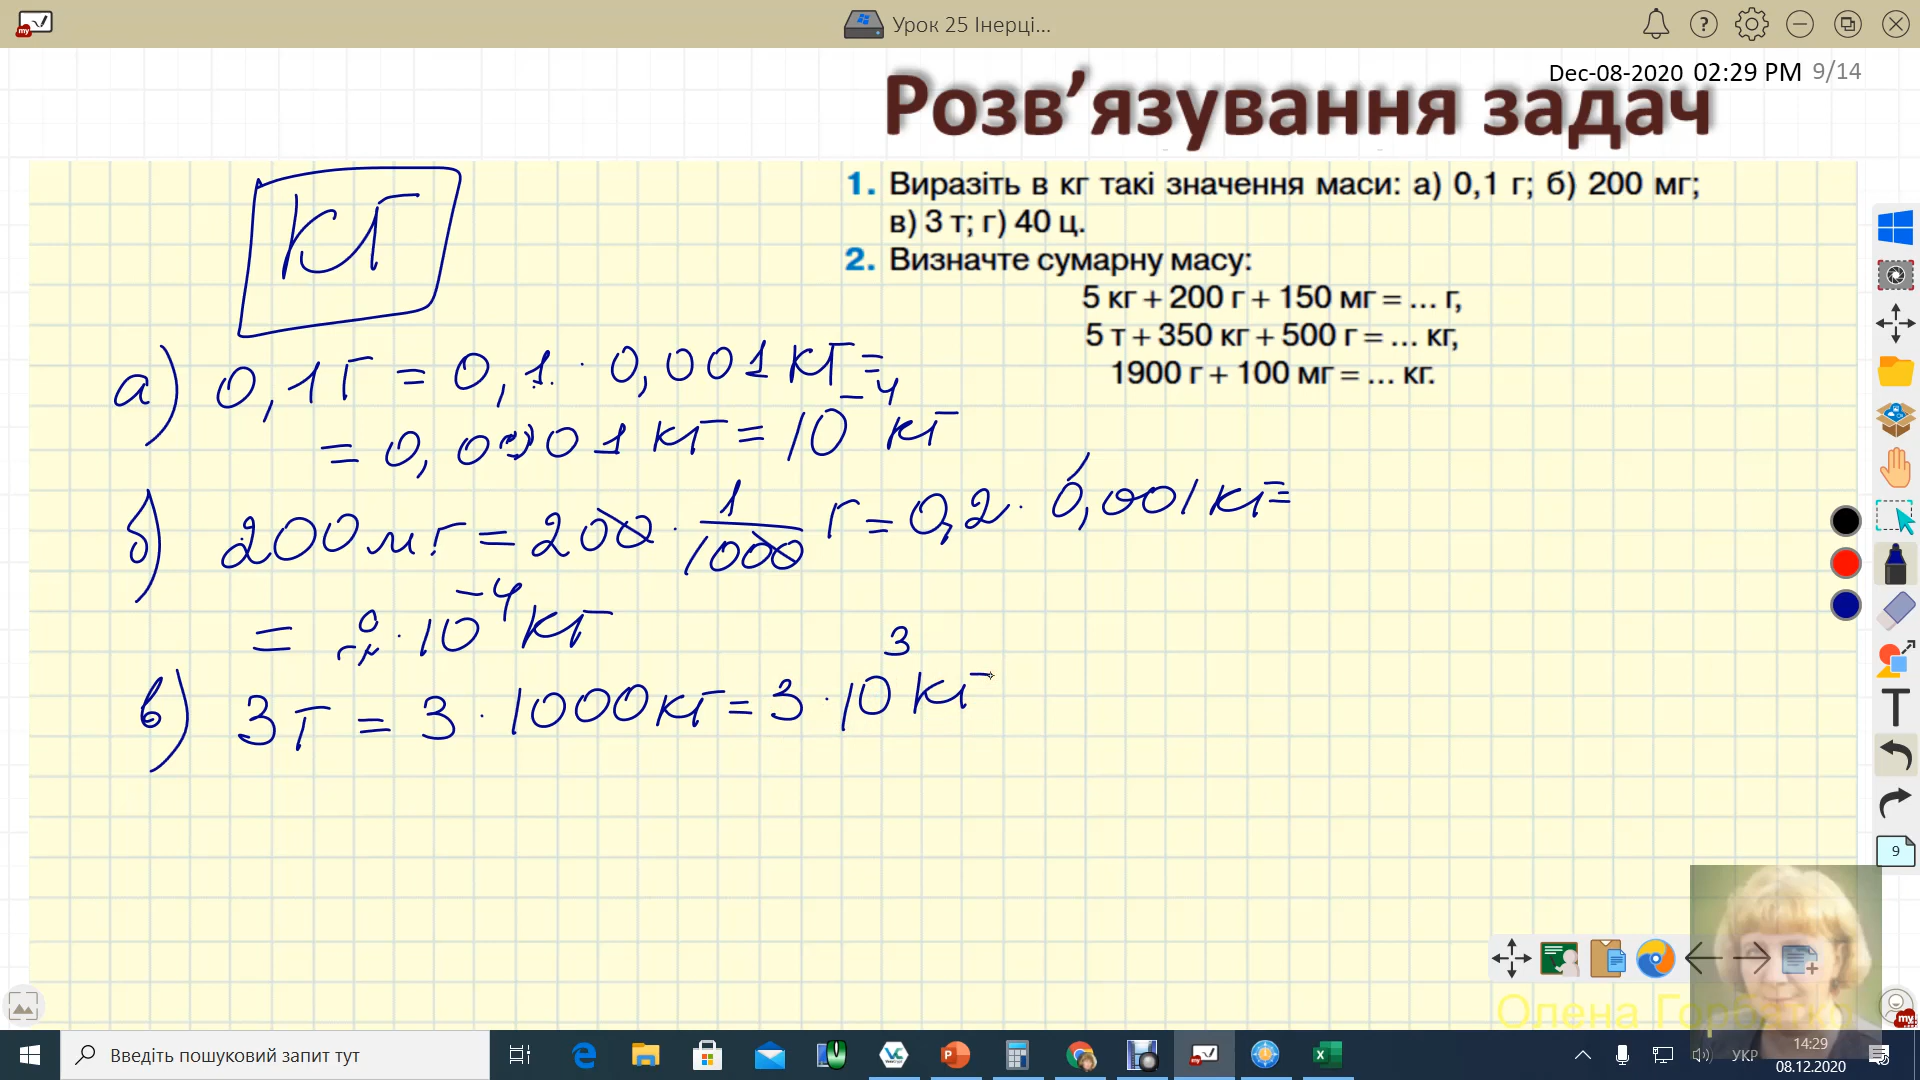 Урок 25 Інерці...
Dec-08-2020 02:29 PM 9/14
Розв’язування задач
1. Виразіть в кг такі значення маси: а) 0,1 г; б) 200 мг;
в) 3 т; г) 40 ц.
2. Визначте сумарну масу:
5 кг + 200 г + 150 мг = ... г,
5 т + 350 кг + 500 г = ... кг,
1900 г + 100 мг = ... кг.
кг
а) 0,1 г = 0,1 · 0,001 кг =
= 0,0001 кг = 10⁻⁴ кг
б) 200 мг = 200 · 1/1000 г = 0,2 · 0,001 кг =
= · 10⁻⁴ кг
в) 3 т = 3 · 1000 кг = 3 · 10³ кг
9
Олена
Введіть пошуковий запит тут
УКР
14:29
08.12.2020